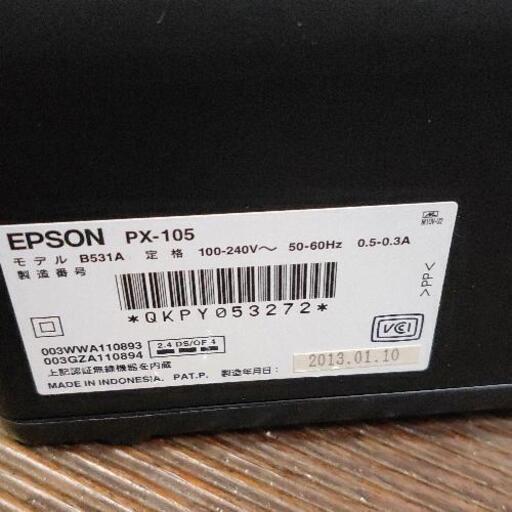 EPSON PX-105
モデル B531A 定格 100-240V～ 50-60Hz 0.5-0.3A
製造番号
*QKPY053272*
003WWA110893
003GZA110894
2.4 DS/OF 4
上記認証無線機器を内蔵
MADE IN INDONESIA. PAT.P. 製造年月日: 2013.01.10
VCI
>PP<